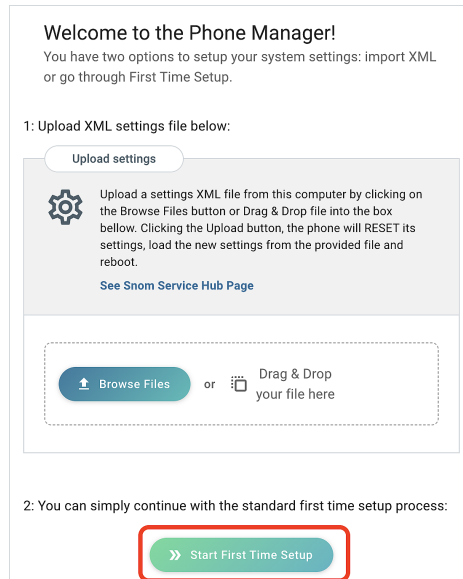 Welcome to the Phone Manager!
You have two options to setup your system settings: import XML
or go through First Time Setup.
1: Upload XML settings file below:
Upload settings
Upload a settings XML file from this computer by clicking on
the Browse Files button or Drag & Drop file into the box
bellow. Clicking the Upload button, the phone will RESET its
settings, load the new settings from the provided file and
reboot.
See Snom Service Hub Page
Browse Files
or
Drag & Drop
your file here
2: You can simply continue with the standard first time setup process:
Start First Time Setup